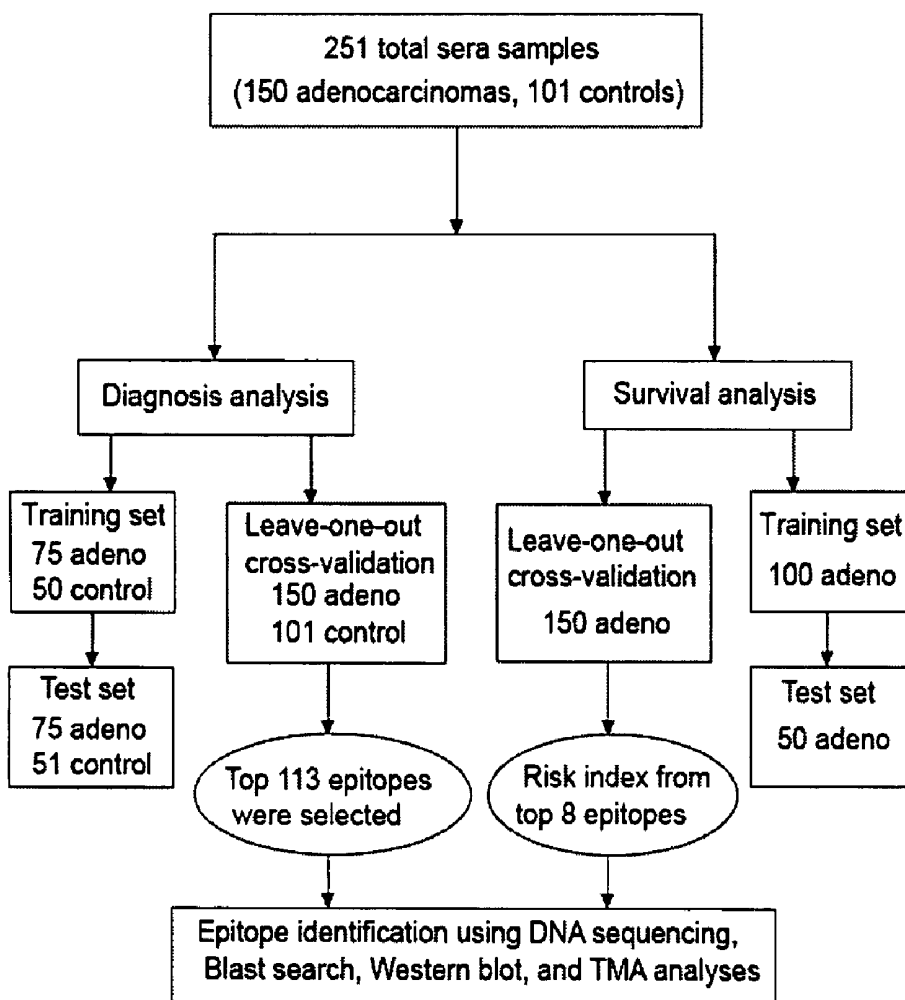 251 total sera samples
(150 adenocarcinomas, 101 controls)
Diagnosis analysis
Survival analysis
Training set
75 adeno
50 control
Leave-one-out
cross-validation
150 adeno
101 control
Leave-one-out
cross-validation
150 adeno
Training set
100 adeno
Test set
75 adeno
51 control
Test set
50 adeno
Top 113 epitopes
were selected
Risk index from
top 8 epitopes
Epitope identification using DNA sequencing,
Blast search, Western blot, and TMA analyses